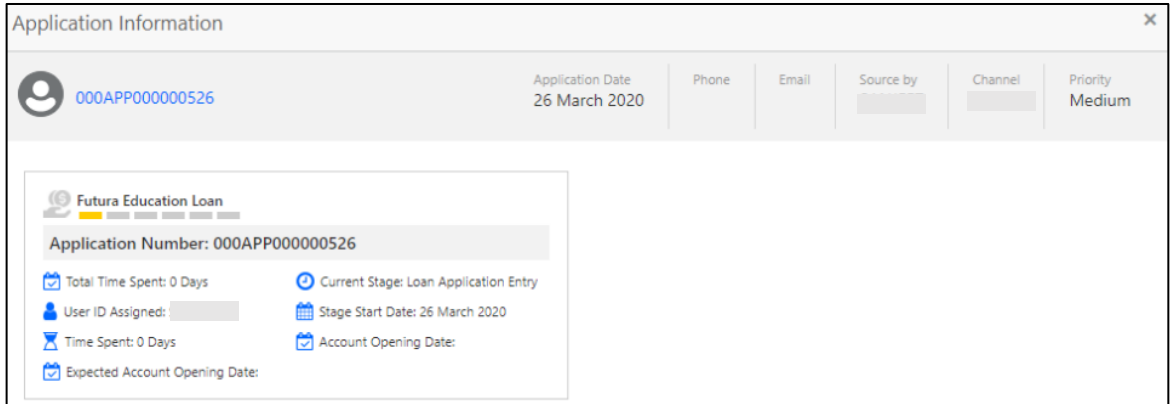 Application Information
000APP000000526
Application Date
26 March 2020
Phone
Email
Source by
Channel
Priority
Medium
Futura Education Loan
Application Number: 000APP000000526
Total Time Spent: 0 Days
Current Stage: Loan Application Entry
User ID Assigned:
Stage Start Date: 26 March 2020
Time Spent: 0 Days
Account Opening Date:
Expected Account Opening Date: